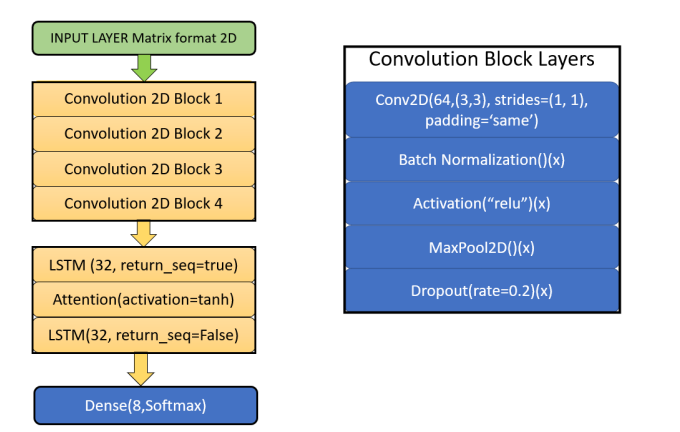 INPUT LAYER Matrix format 2D
Convolution 2D Block 1
Convolution 2D Block 2
Convolution 2D Block 3
Convolution 2D Block 4
LSTM (32, return_seq=true)
Attention(activation=tanh)
LSTM(32, return_seq=False)
Dense(8,Softmax)
Convolution Block Layers
Conv2D(64,(3,3), strides=(1, 1),
padding=‘same’)
Batch Normalization()(x)
Activation(“relu”)(x)
MaxPool2D()(x)
Dropout(rate=0.2)(x)